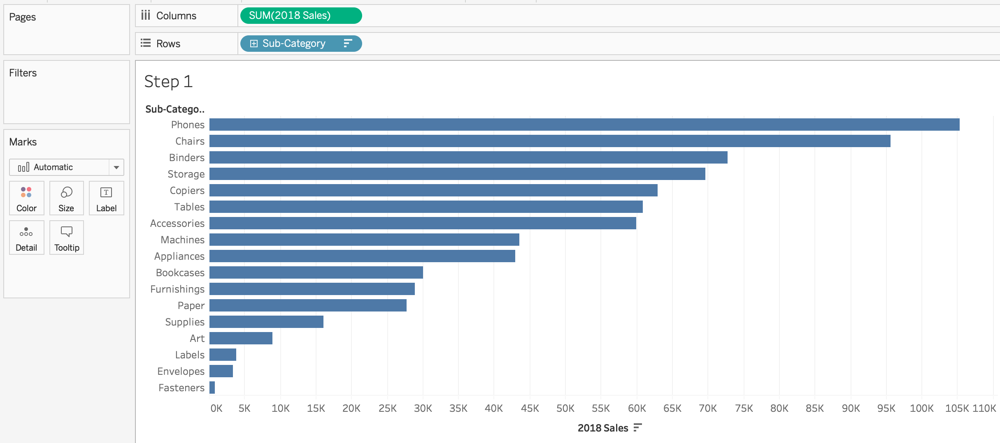 Pages
Columns
SUM(2018 Sales)
Rows
Sub-Category
Filters
Marks
Automatic
Color
Size
T
Label
Detail
Tooltip
Step 1
Sub-Catego..
Phones
Chairs
Binders
Storage
Copiers
Tables
Accessories
Machines
Appliances
Bookcases
Furnishings
Paper
Supplies
Art
Labels
Envelopes
Fasteners
0K 5K 10K 15K 20K 25K 30K 35K 40K 45K 50K 55K 60K 65K 70K 75K 80K 85K 90K 95K 100K 105K 110K
2018 Sales